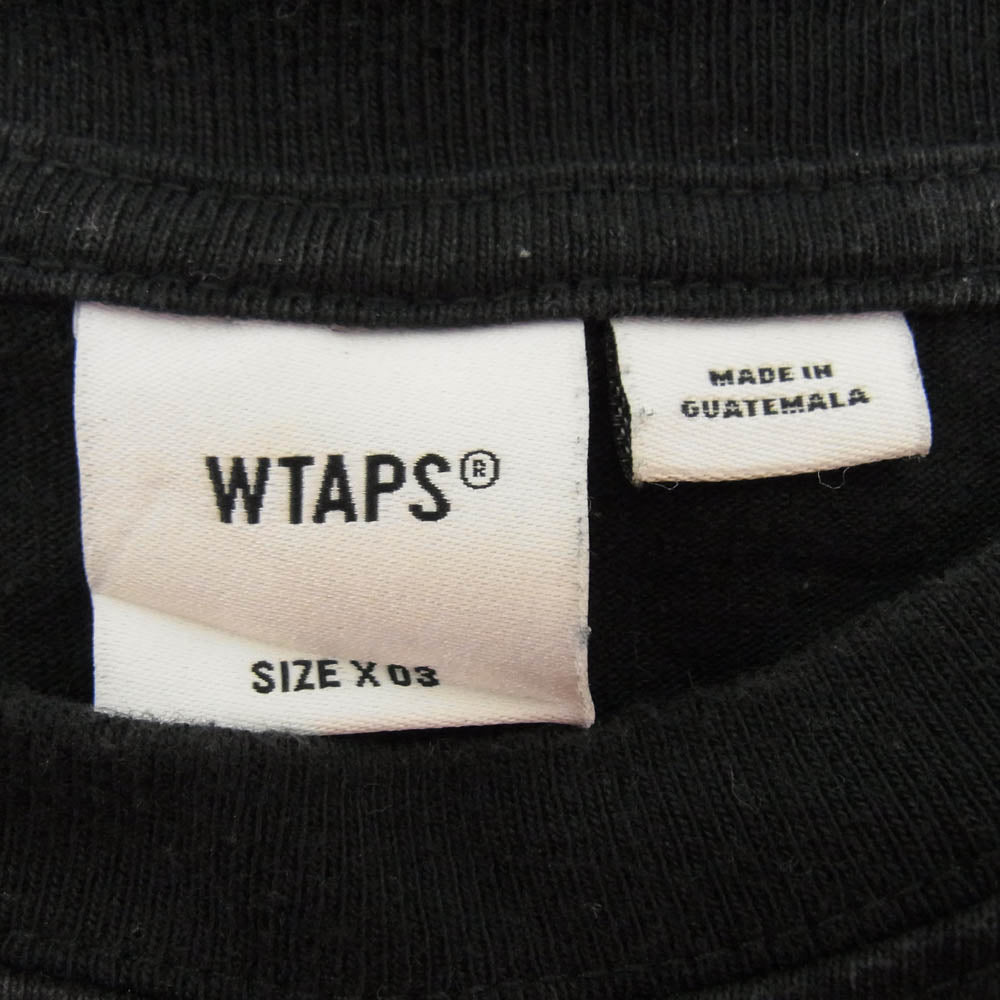 WTAPS®
SIZE X 03
MADE IN
GUATEMALA